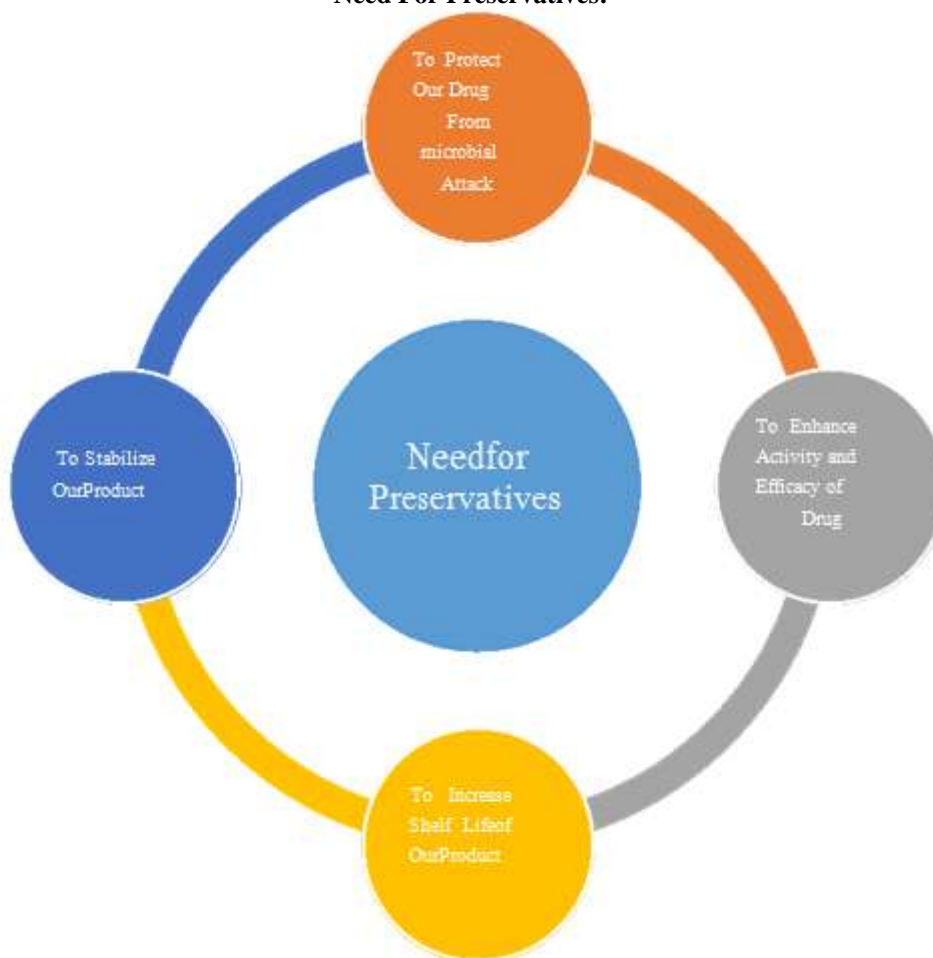 Need For Preservatives:
To Protect
Our Drug
From
microbial
Attack
To Enhance
Activity and
Efficacy of
Drug
Needfor
Preservatives
To Stabilize
OurProduct
To Increase
Shelf Lifeof
OurProduct